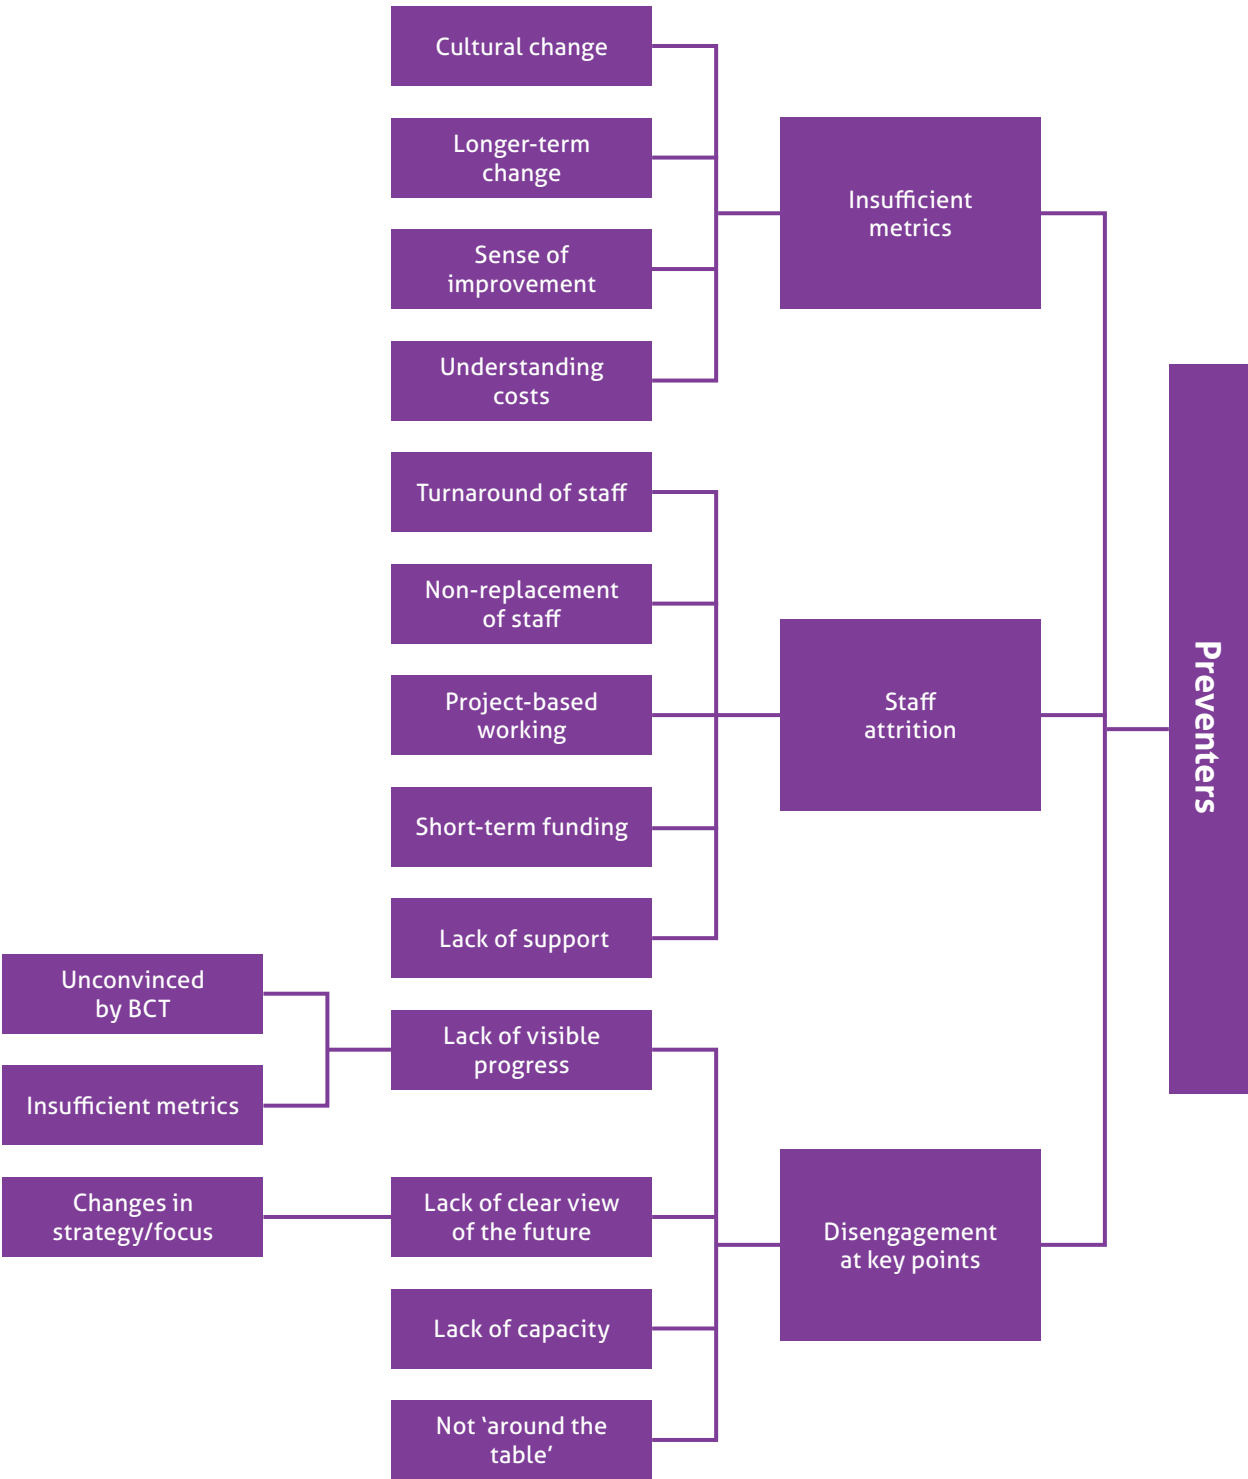 Cultural change
Longer-term
change
Sense of
improvement
Understanding
costs
Insufficient
metrics
Turnaround of staff
Non-replacement
of staff
Project-based
working
Short-term funding
Lack of support
Staff
attrition
Preventers
Unconvinced
by BCT
Insufficient metrics
Changes in
strategy/focus
Lack of visible
progress
Lack of clear view
of the future
Lack of capacity
Not ‘around the
table’
Disengagement
at key points